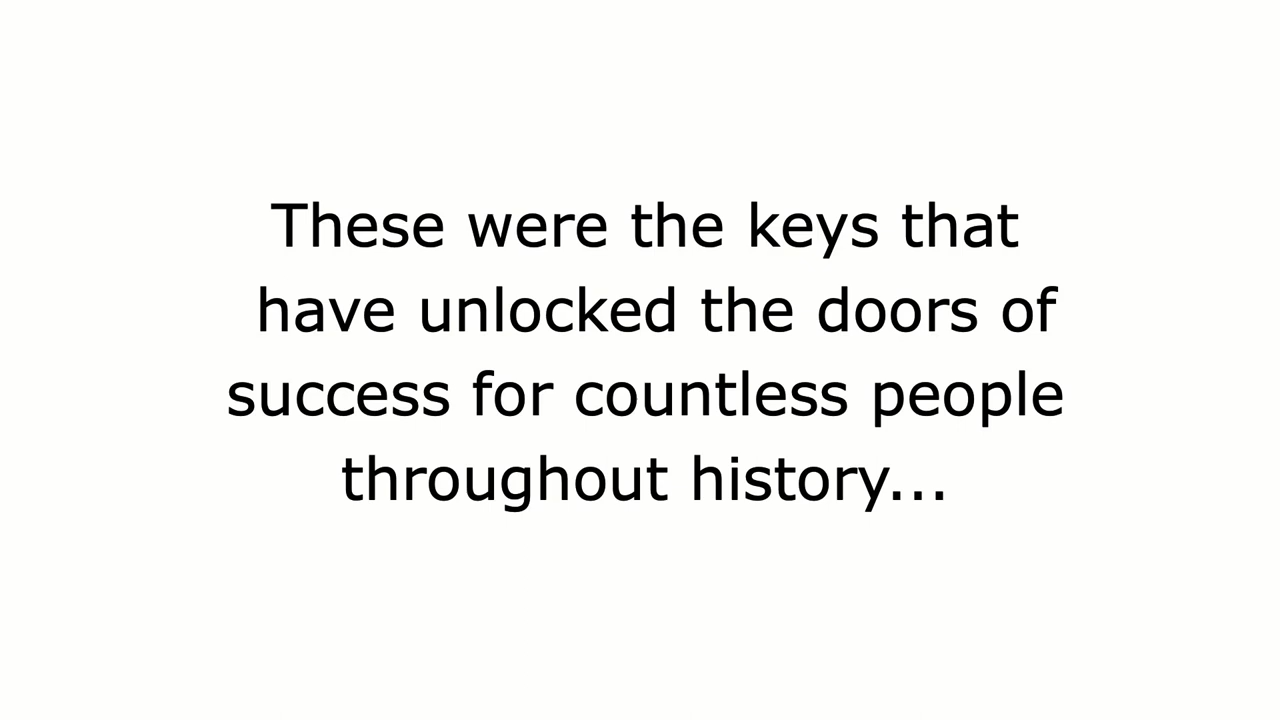 These were the keys that
have unlocked the doors of
success for countless people
throughout history...